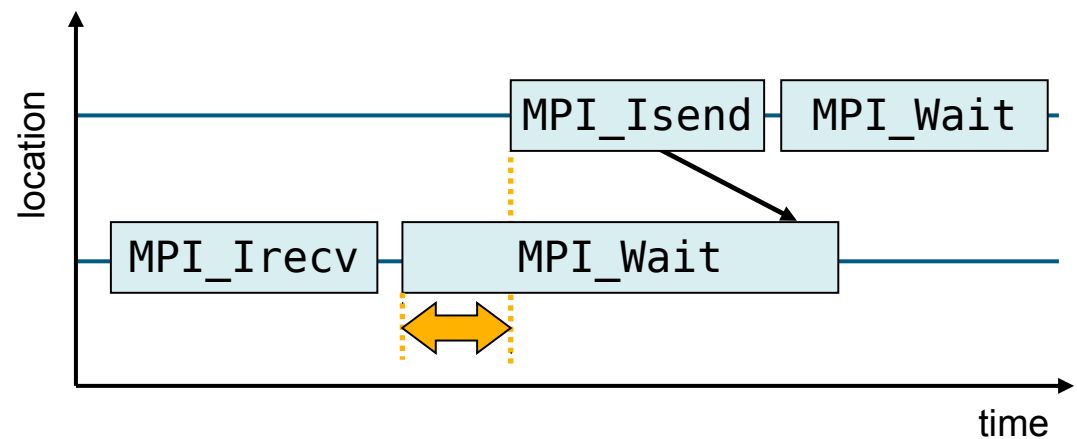 location
MPI_Isend
MPI_Wait
MPI_Irecv
MPI_Wait
time